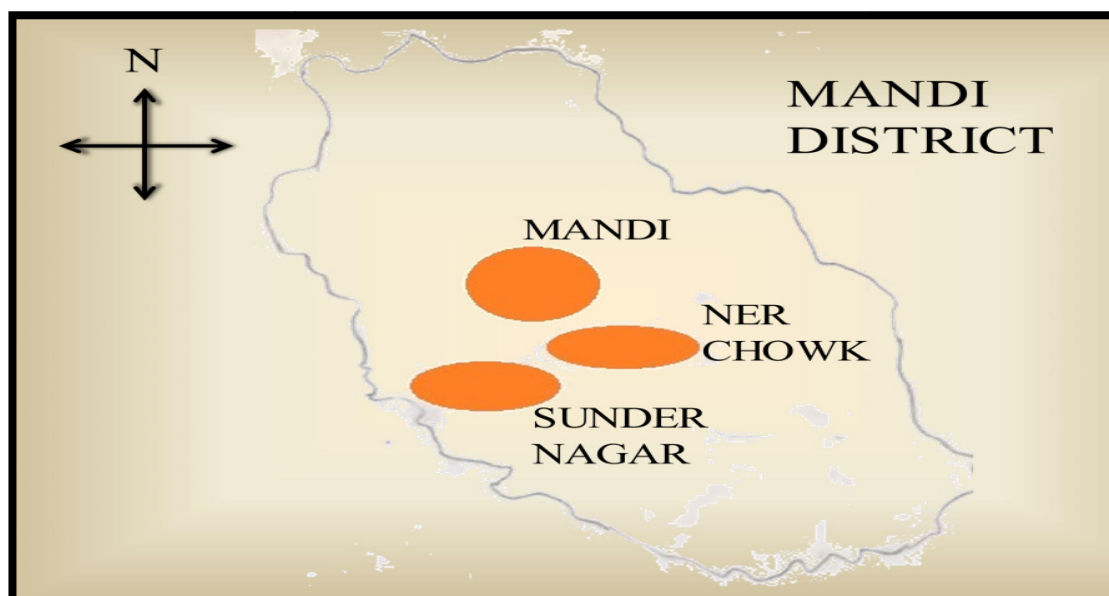 N
MANDI
DISTRICT
MANDI
NER
CHOWK
SUNDER
NAGAR